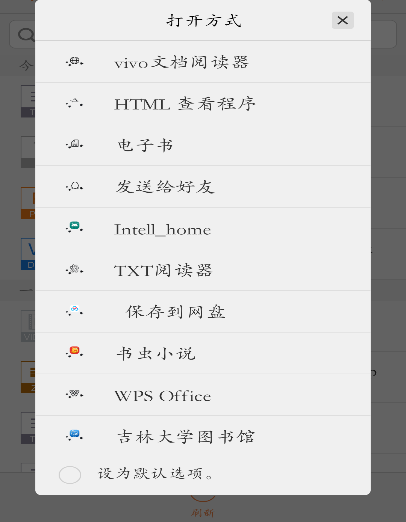 打开方式
今
vivo文档阅读器
HTML 查看程序
电子书
发送给好友
Intell_home
TXT阅读器
保存到网盘
书虫小说
WPS Office
吉林大学图书馆
设为默认选项。
刷新